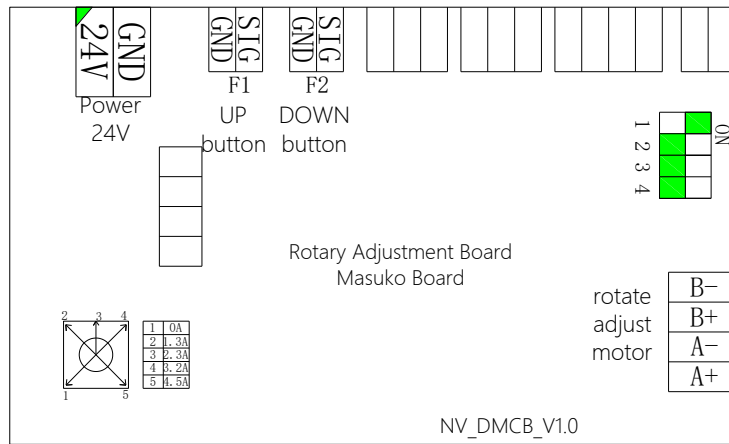 24V GND
GND SIG
GND SIG
Power
24V
F1
UP
button
F2
DOWN
button
ON
1
2
3
4
Rotary Adjustment Board
Masuko Board
rotate
adjust
motor
B-
B+
A-
A+
2 3 4
1 5
1 0A
2 1.3A
3 2.3A
4 3.2A
5 4.5A
NV_DMCB_V1.0